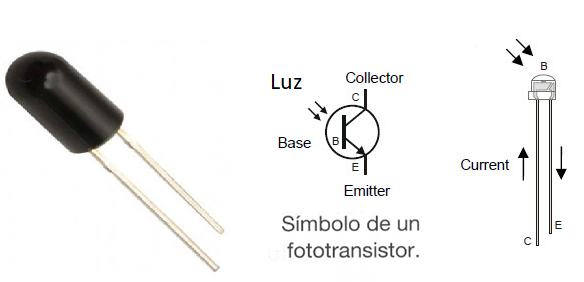 Luz
Collector
C
Base
B
E
Emitter
Símbolo de un
fototransistor.
B
Current
C
E